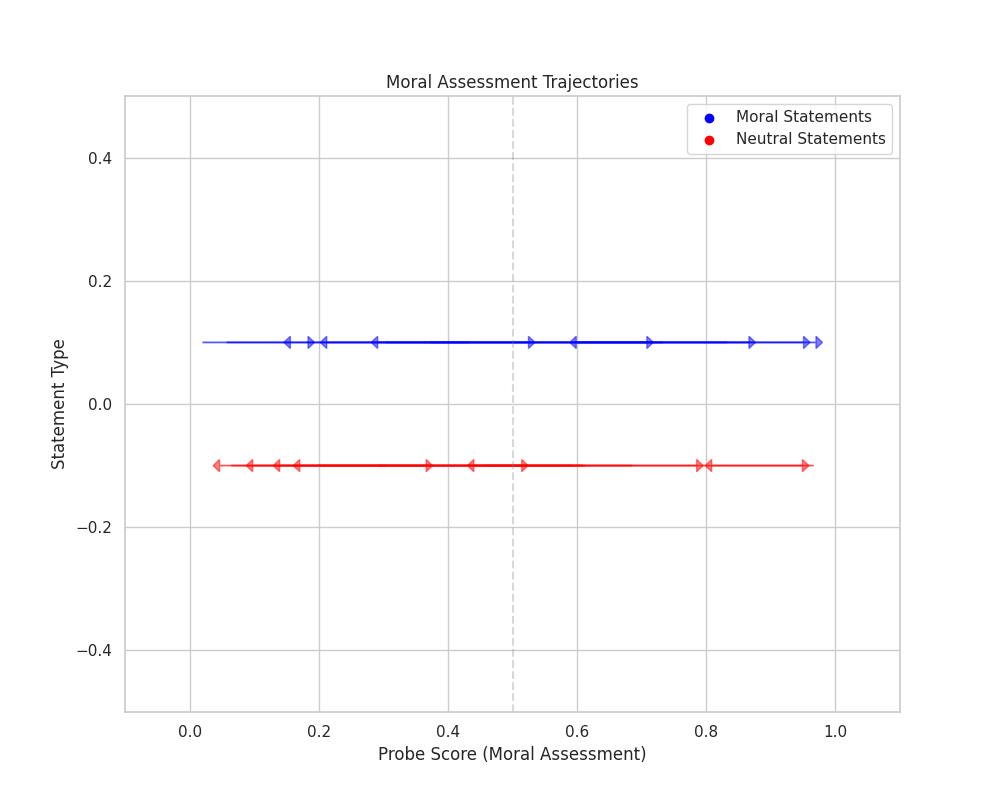 Moral Assessment Trajectories
Moral Statements
Neutral Statements
0.4
0.2
0.0
−0.2
−0.4
Statement Type
0.0 0.2 0.4 0.6 0.8 1.0
Probe Score (Moral Assessment)